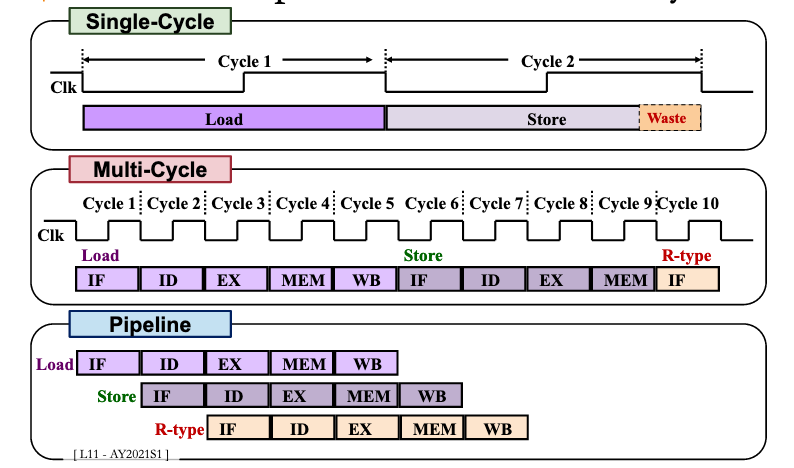 Single-Cycle
Cycle 1 Cycle 2
Clk
Load Store Waste
Multi-Cycle
Cycle 1 Cycle 2 Cycle 3 Cycle 4 Cycle 5 Cycle 6 Cycle 7 Cycle 8 Cycle 9 Cycle 10
Clk
Load Store R-type
IF ID EX MEM WB IF ID EX MEM IF
Pipeline
Load IF ID EX MEM WB
Store IF ID EX MEM WB
R-type IF ID EX MEM WB
[ L11 - AY2021S1 ]